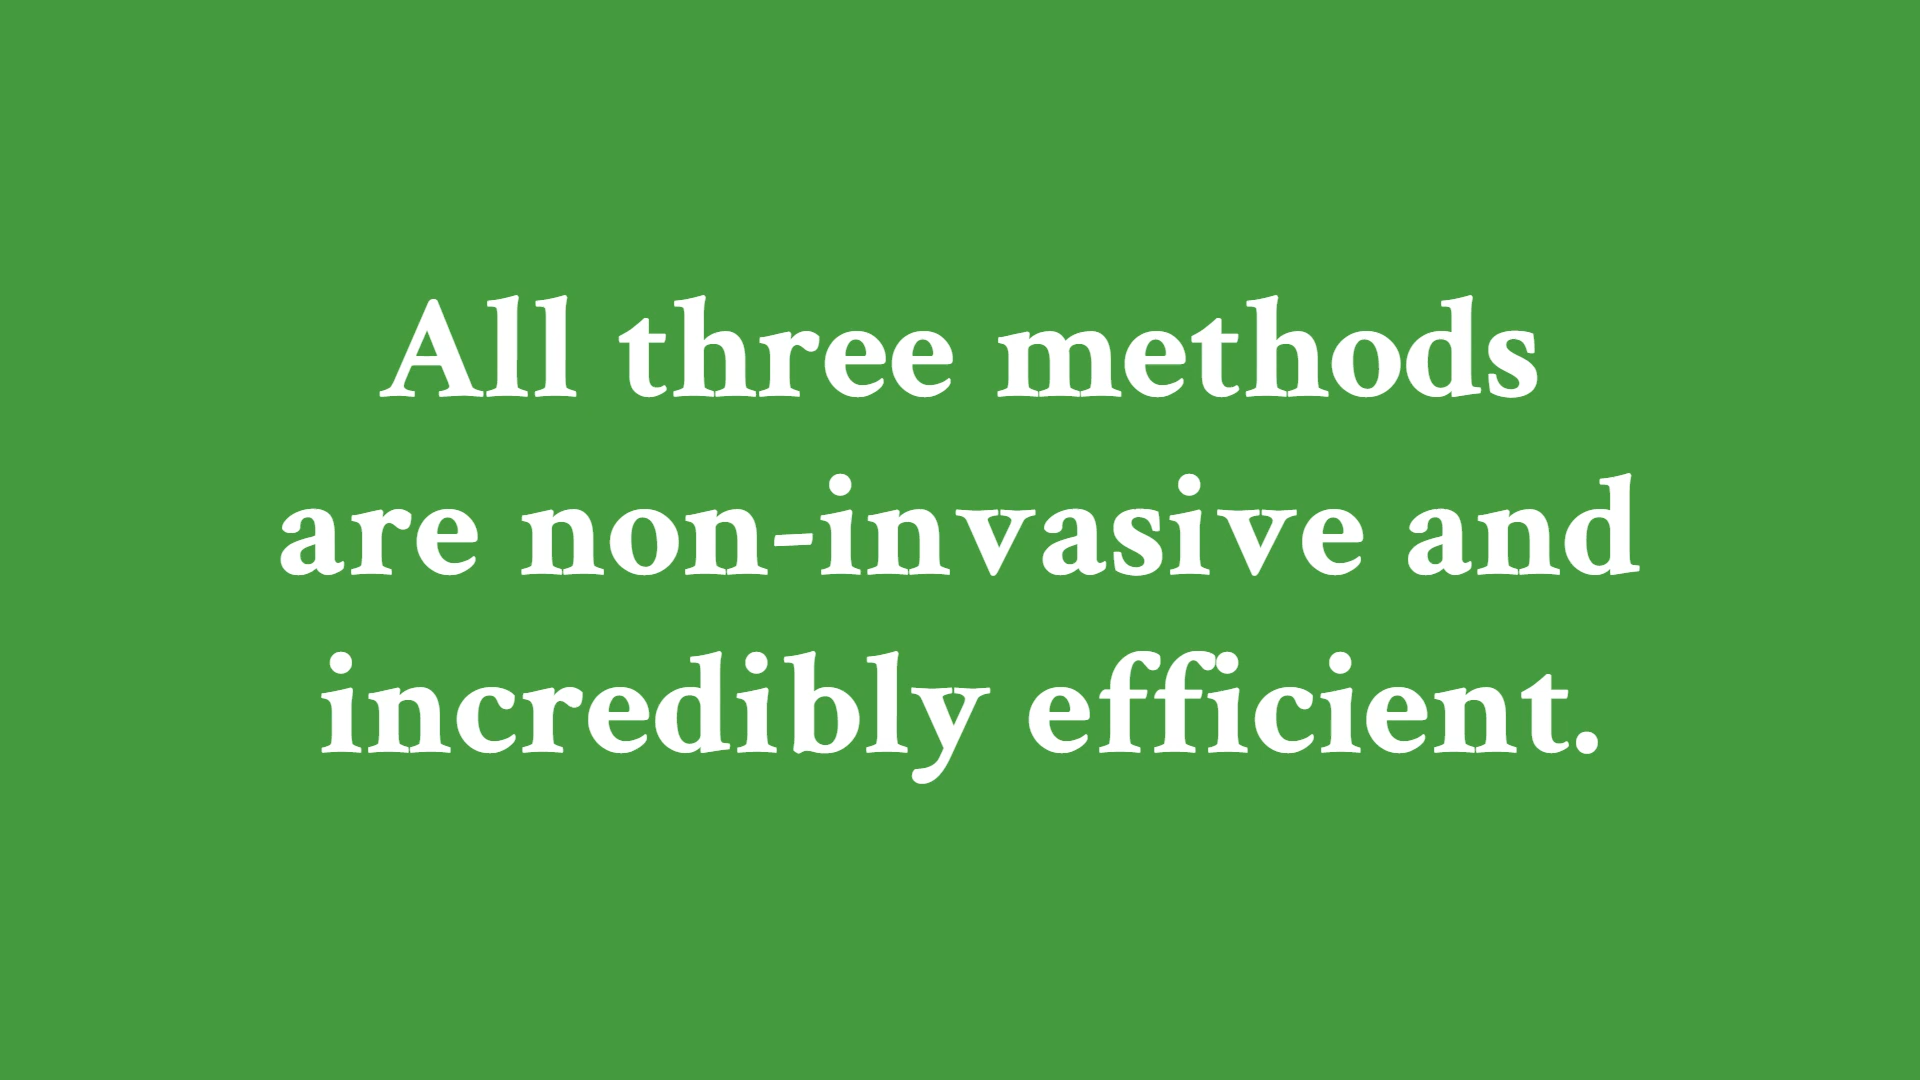 All three methods
are non-invasive and
incredibly efficient.